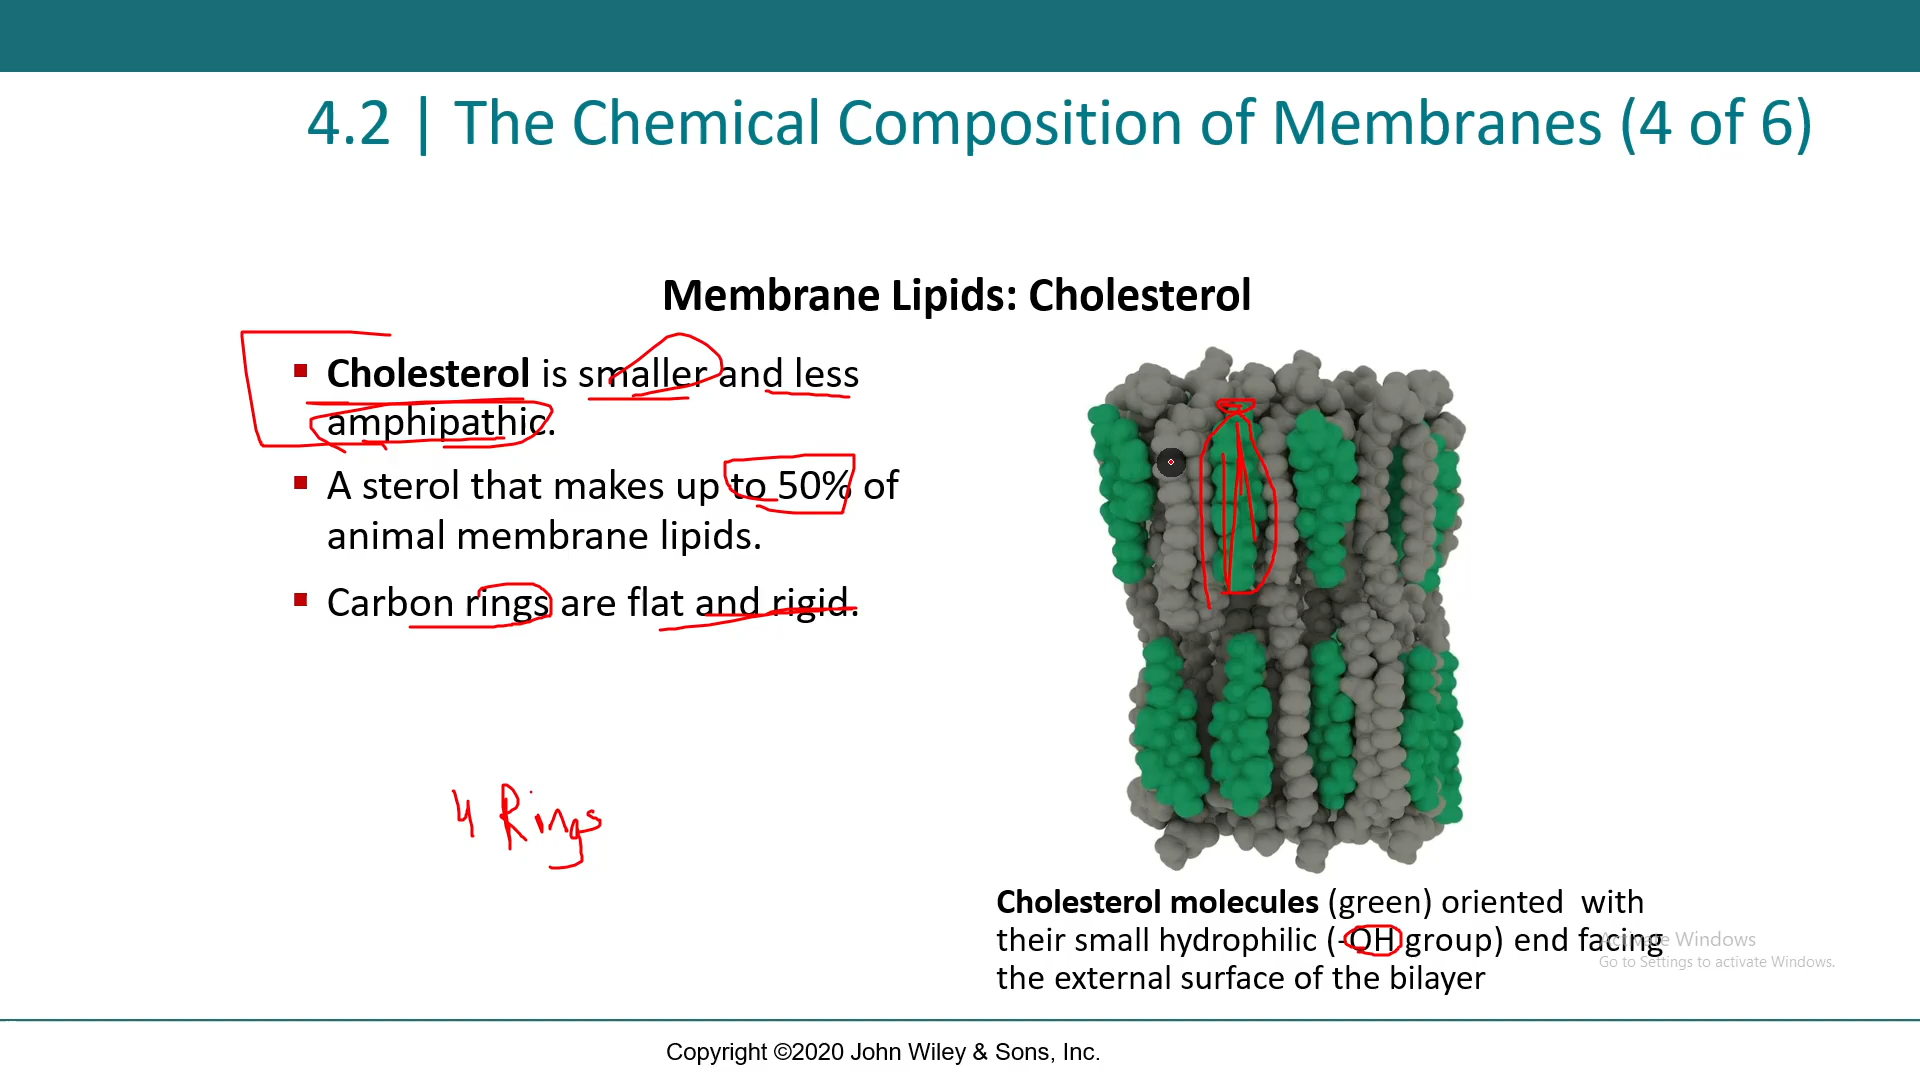 4.2 | The Chemical Composition of Membranes (4 of 6)
Membrane Lipids: Cholesterol
Cholesterol is smaller and less
amphipathic.
A sterol that makes up to 50% of
animal membrane lipids.
Carbon rings are flat and rigid.
4 Rings
Cholesterol molecules (green) oriented with
their small hydrophilic (-OH group) end facing
the external surface of the bilayer
Activate Windows
Go to Settings to activate Windows.
Copyright ©2020 John Wiley & Sons, Inc.